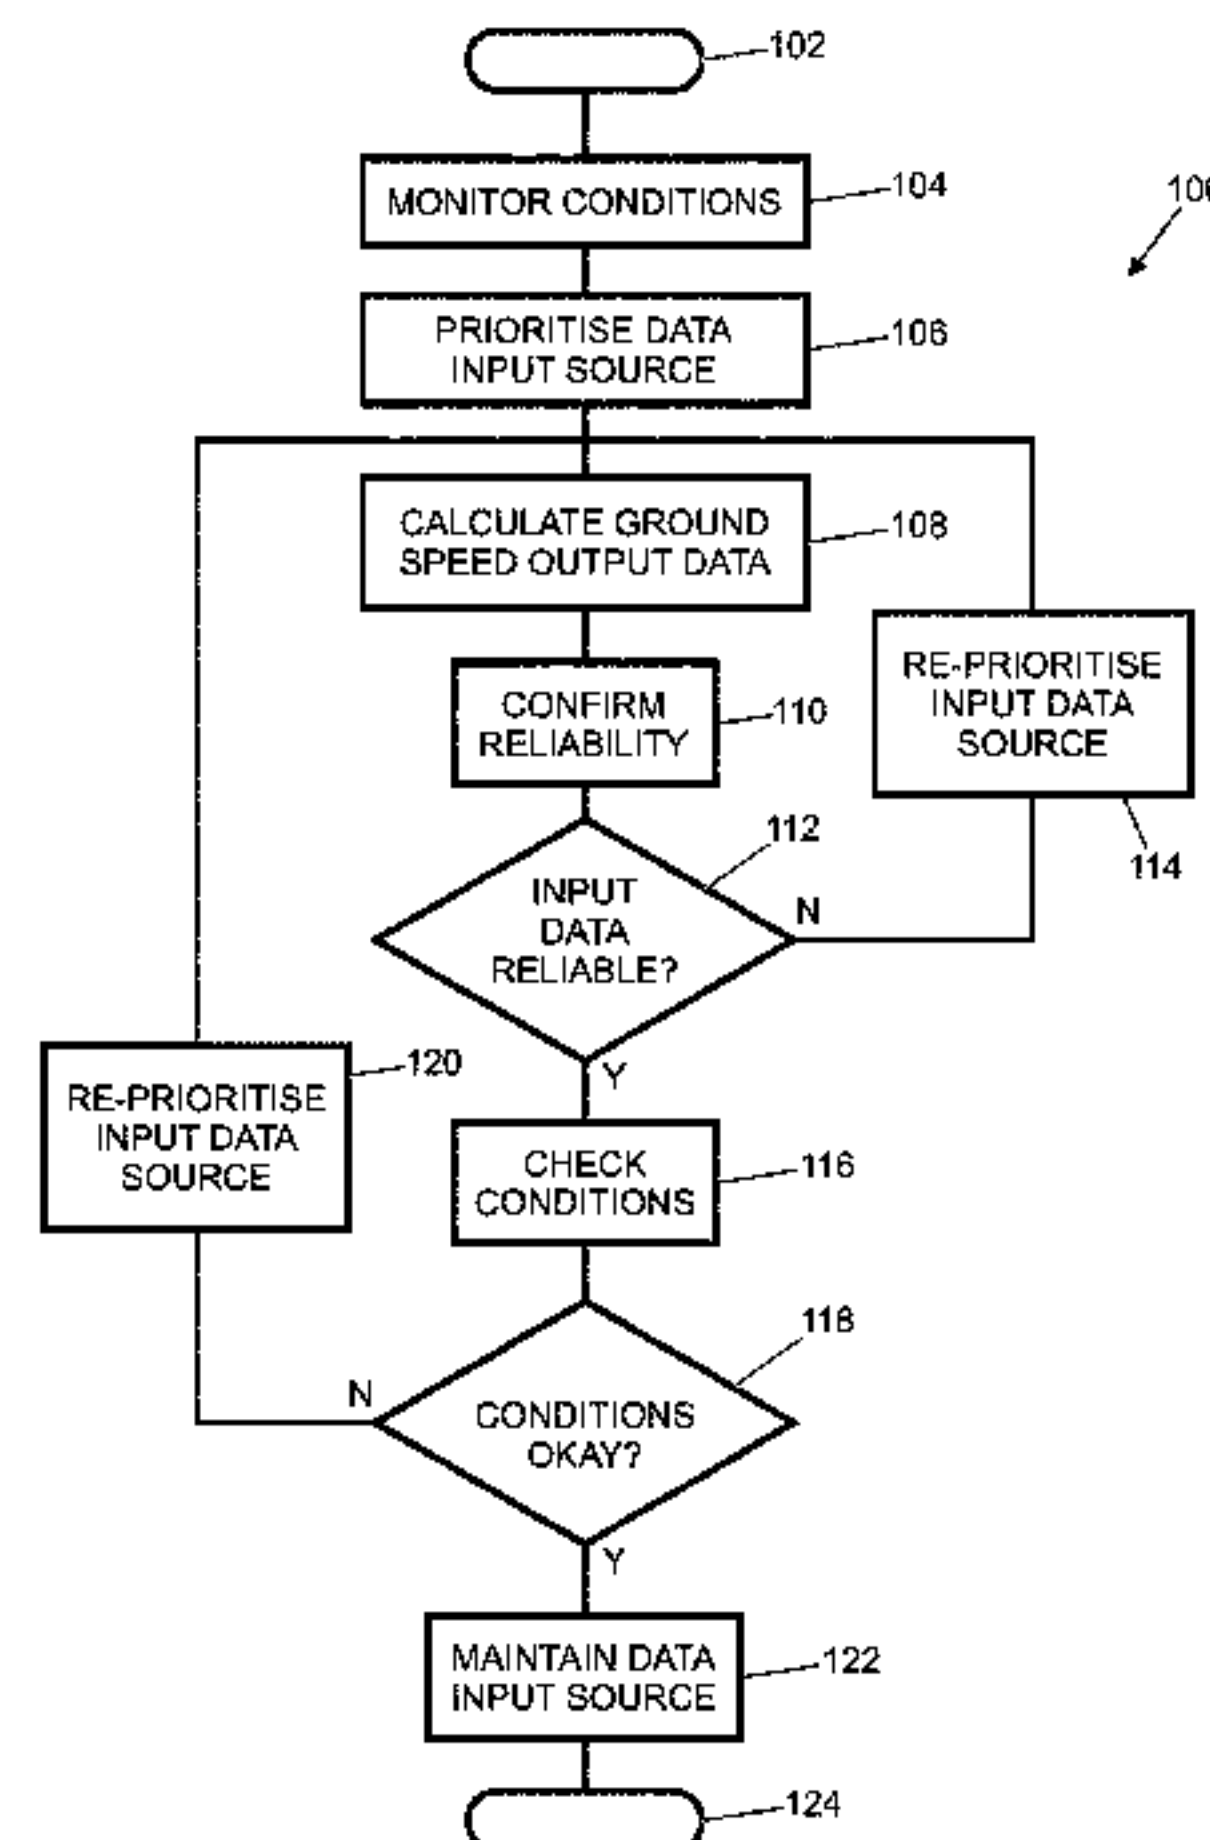 102
MONITOR CONDITIONS
104
PRIORITISE DATA
INPUT SOURCE
106
CALCULATE GROUND
SPEED OUTPUT DATA
108
CONFIRM
RELIABILITY
110
RE-PRIORITISE
INPUT DATA
SOURCE
114
112
INPUT
DATA
RELIABLE?
N
Y
120
RE-PRIORITISE
INPUT DATA
SOURCE
CHECK
CONDITIONS
116
118
CONDITIONS
OKAY?
N
Y
MAINTAIN DATA
INPUT SOURCE
122
124